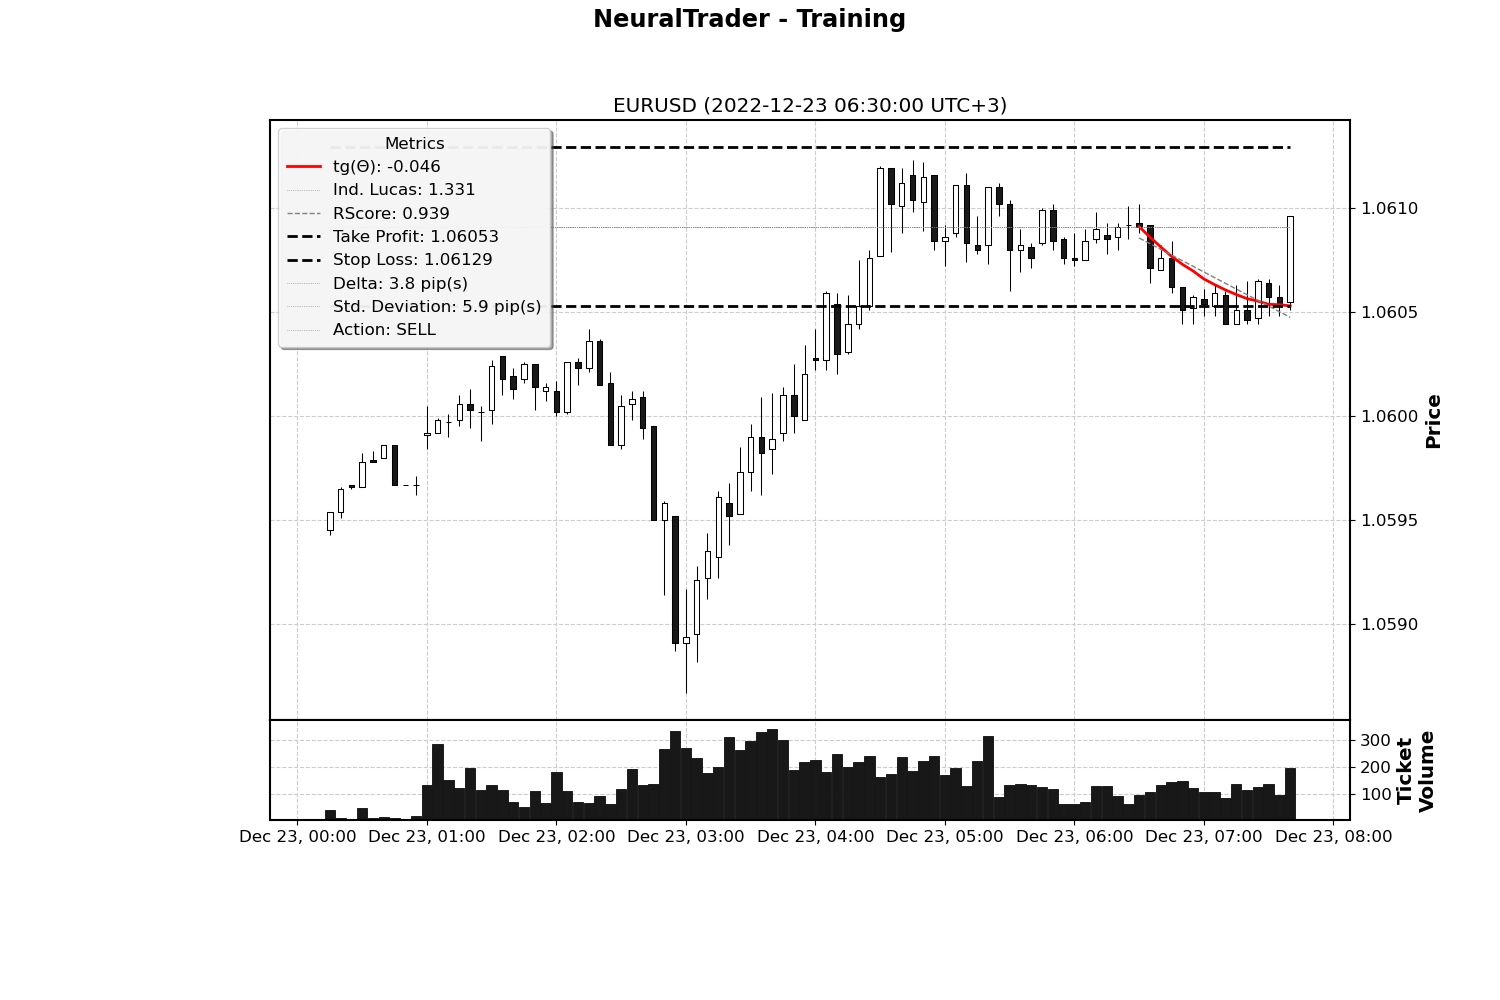 NeuralTrader - Training
EURUSD (2022-12-23 06:30:00 UTC+3)
Metrics
tg(Θ): -0.046
Ind. Lucas: 1.331
RScore: 0.939
Take Profit: 1.06053
Stop Loss: 1.06129
Delta: 3.8 pip(s)
Std. Deviation: 5.9 pip(s)
Action: SELL
1.0610
1.0605
1.0600
1.0595
1.0590
Price
300
200
100
Ticket
Volume
Dec 23, 00:00
Dec 23, 01:00
Dec 23, 02:00
Dec 23, 03:00
Dec 23, 04:00
Dec 23, 05:00
Dec 23, 06:00
Dec 23, 07:00
Dec 23, 08:00